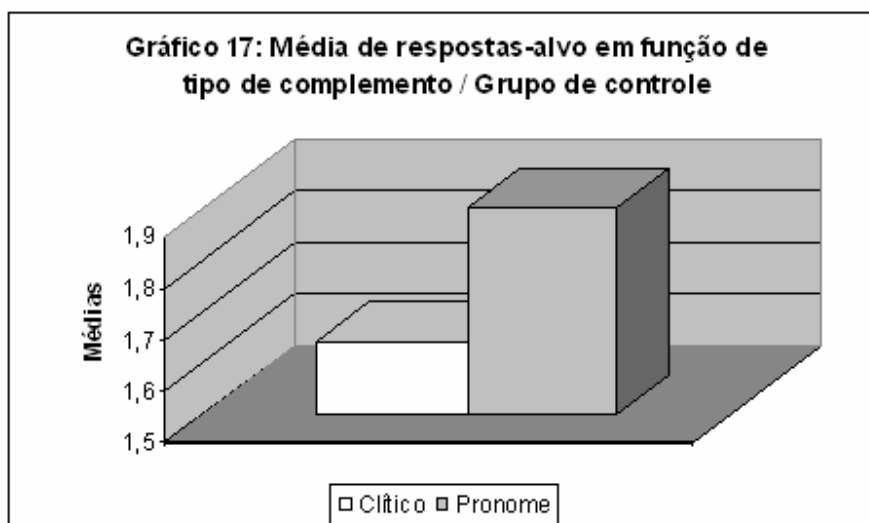 Gráfico 17: Média de respostas-alvo em função de
tipo de complemento / Grupo de controle
Médias
1,9
1,8
1,7
1,6
1,5
Clítico
Pronome